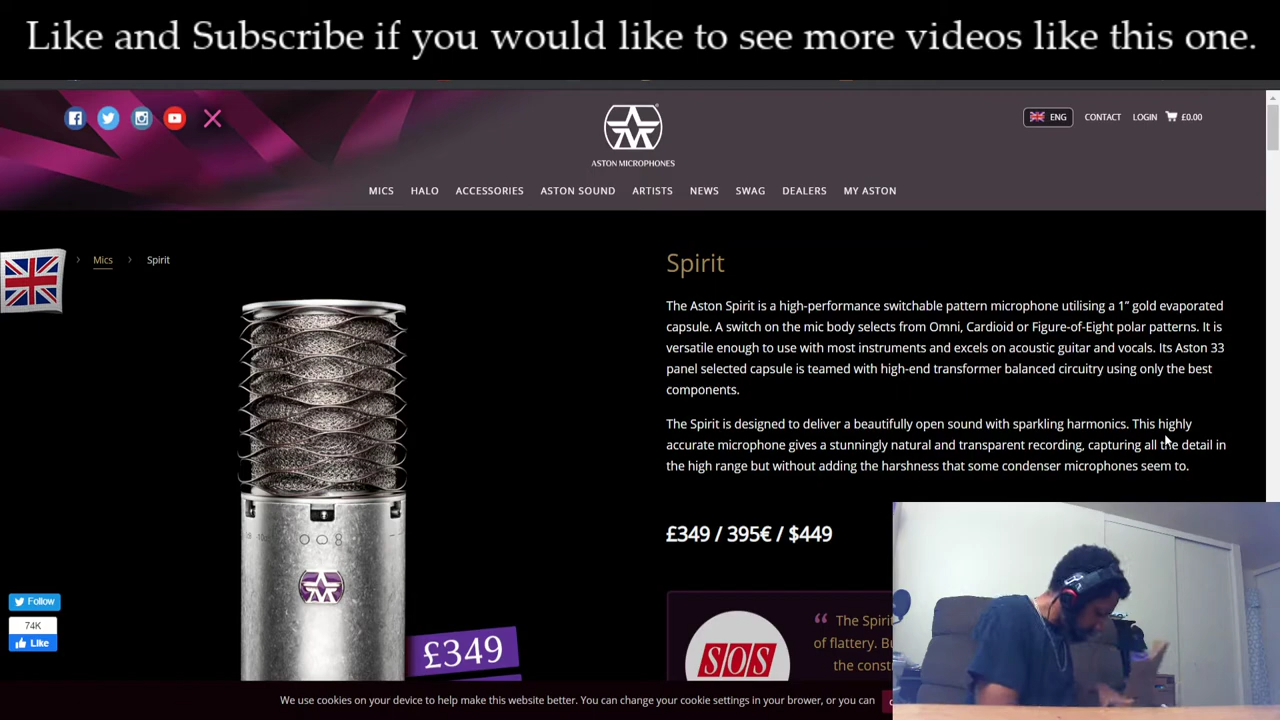 Like and Subscribe if you would like to see more videos like this one.
ENG
CONTACT
LOGIN
£0.00
ASTON MICROPHONES
MICS HALO ACCESSORIES ASTON SOUND ARTISTS NEWS SWAG DEALERS MY ASTON
Mics
Spirit
Spirit
The Aston Spirit is a high-performance switchable pattern microphone utilising a 1” gold evaporated
capsule. A switch on the mic body selects from Omni, Cardioid or Figure-of-Eight polar patterns. It is
versatile enough to use with most instruments and excels on acoustic guitar and vocals. Its Aston 33
panel selected capsule is teamed with high-end transformer balanced circuitry using only the best
components.
The Spirit is designed to deliver a beautifully open sound with sparkling harmonics. This highly
accurate microphone gives a stunningly natural and transparent recording, capturing all the detail in
the high range but without adding the harshness that some condenser microphones seem to.
£349 / 395€ / $449
Follow
74K
Like
£349
SOS
“ The Spirit
of flattery.
the
We use cookies on your device to help make this website better. You can change your cookie settings in your brower, or you can